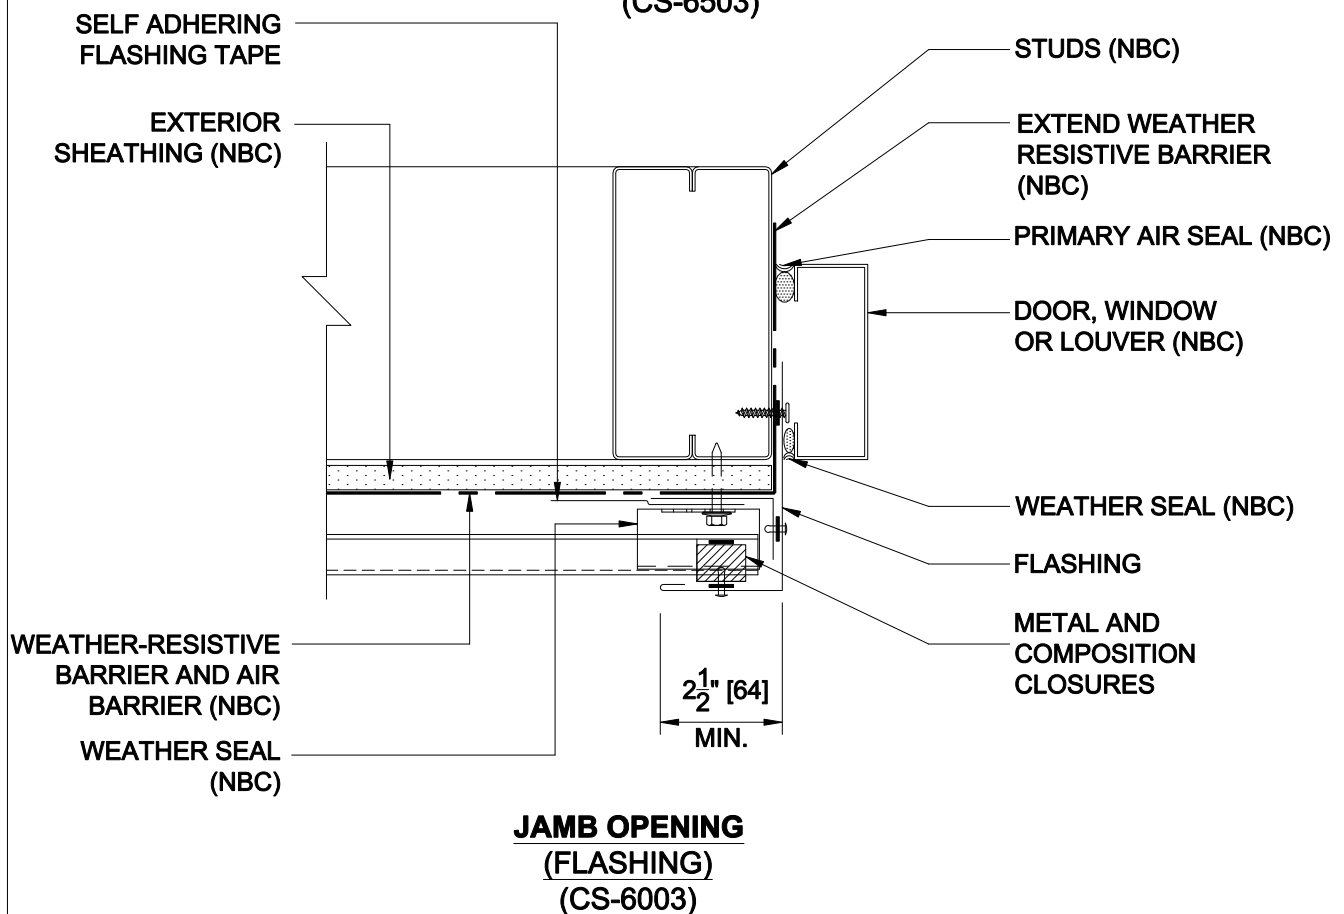 (CS-6503)
SELF ADHERING
FLASHING TAPE
EXTERIOR
SHEATHING (NBC)
STUDS (NBC)
EXTEND WEATHER
RESISTIVE BARRIER
(NBC)
PRIMARY AIR SEAL (NBC)
DOOR, WINDOW
OR LOUVER (NBC)
WEATHER SEAL (NBC)
FLASHING
METAL AND
COMPOSITION
CLOSURES
WEATHER-RESISTIVE
BARRIER AND AIR
BARRIER (NBC)
WEATHER SEAL
(NBC)
2 1/2" [64]
MIN.
JAMB OPENING
(FLASHING)
(CS-6003)